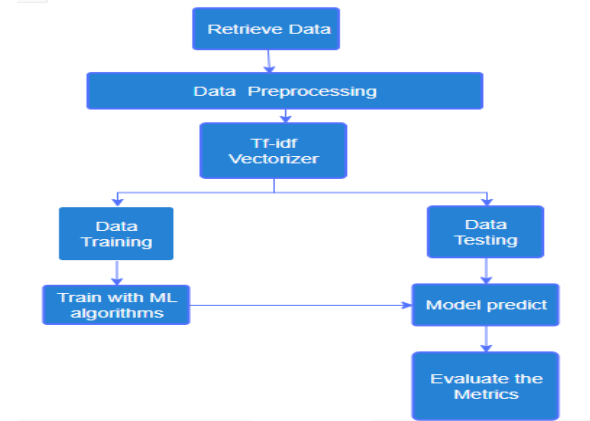 Retrieve Data
Data Preprocessing
Tf-idf
Vectorizer
Data
Training
Data
Testing
Train with ML
algorithms
Model predict
Evaluate the
Metrics